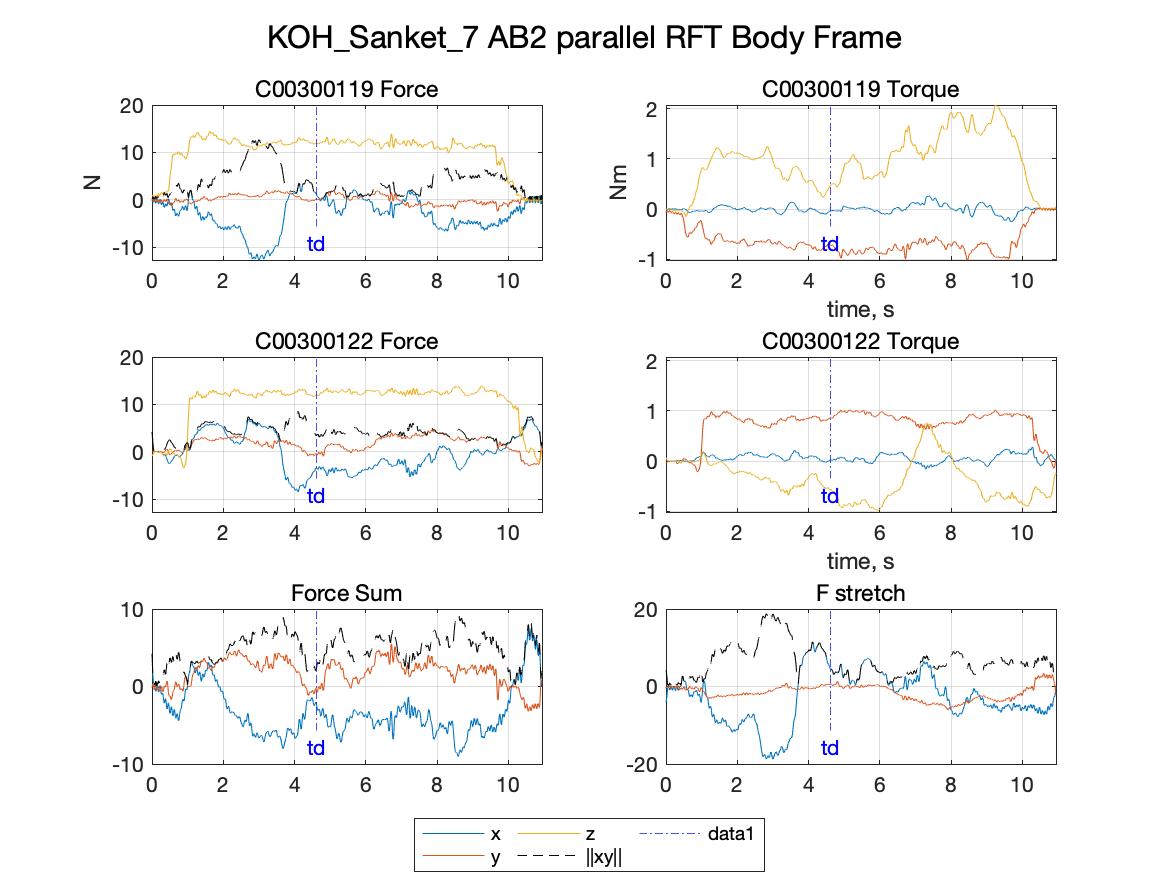 KOH_Sanket_7 AB2 parallel RFT Body Frame
C00300119 Force
N
20
10
0
-10
td
0 2 4 6 8 10
C00300119 Torque
Nm
2
1
0
-1
td
0 2 4 6 8 10
time, s
C00300122 Force
20
10
0
-10
td
0 2 4 6 8 10
C00300122 Torque
2
1
0
-1
td
0 2 4 6 8 10
time, s
Force Sum
10
0
-10
td
0 2 4 6 8 10
F stretch
20
0
-20
td
0 2 4 6 8 10
x z data1
y ||xy||